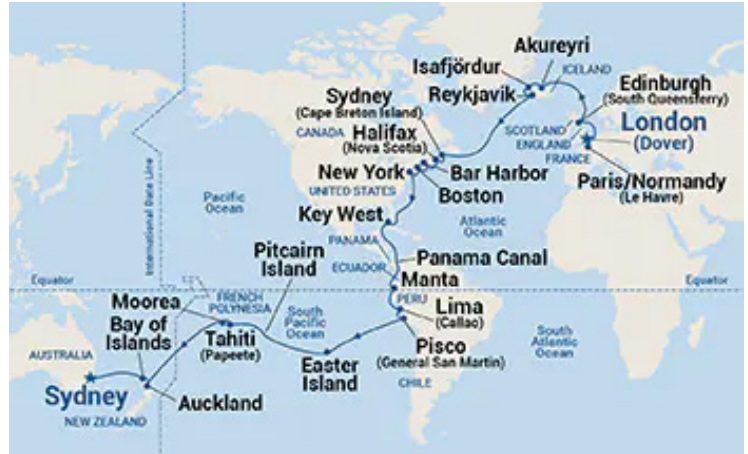 Akureyri
Isafjördur
ICELAND
Reykjavik
Edinburgh
(South Queensferry)
Sydney
(Cape Breton Island)
CANADA
Halifax
(Nova Scotia)
SCOTLAND
London
(Dover)
ENGLAND
FRANCE
New York
Bar Harbor
Boston
Paris/Normandy
(Le Havre)
UNITED STATES
Pacific
Ocean
International Date Line
Key West
Atlantic
Ocean
PANAMA
Panama Canal
Pitcairn
Island
ECUADOR
Manta
Equator
Equator
Moorea
FRENCH
POLYNESIA
PERU
Lima
(Callao)
Bay of
Islands
Tahiti
(Papeete)
South
Pacific
Ocean
South
Atlantic
Ocean
Pisco
(General San Martin)
AUSTRALIA
Easter
Island
CHILE
Sydney
Auckland
NEW ZEALAND